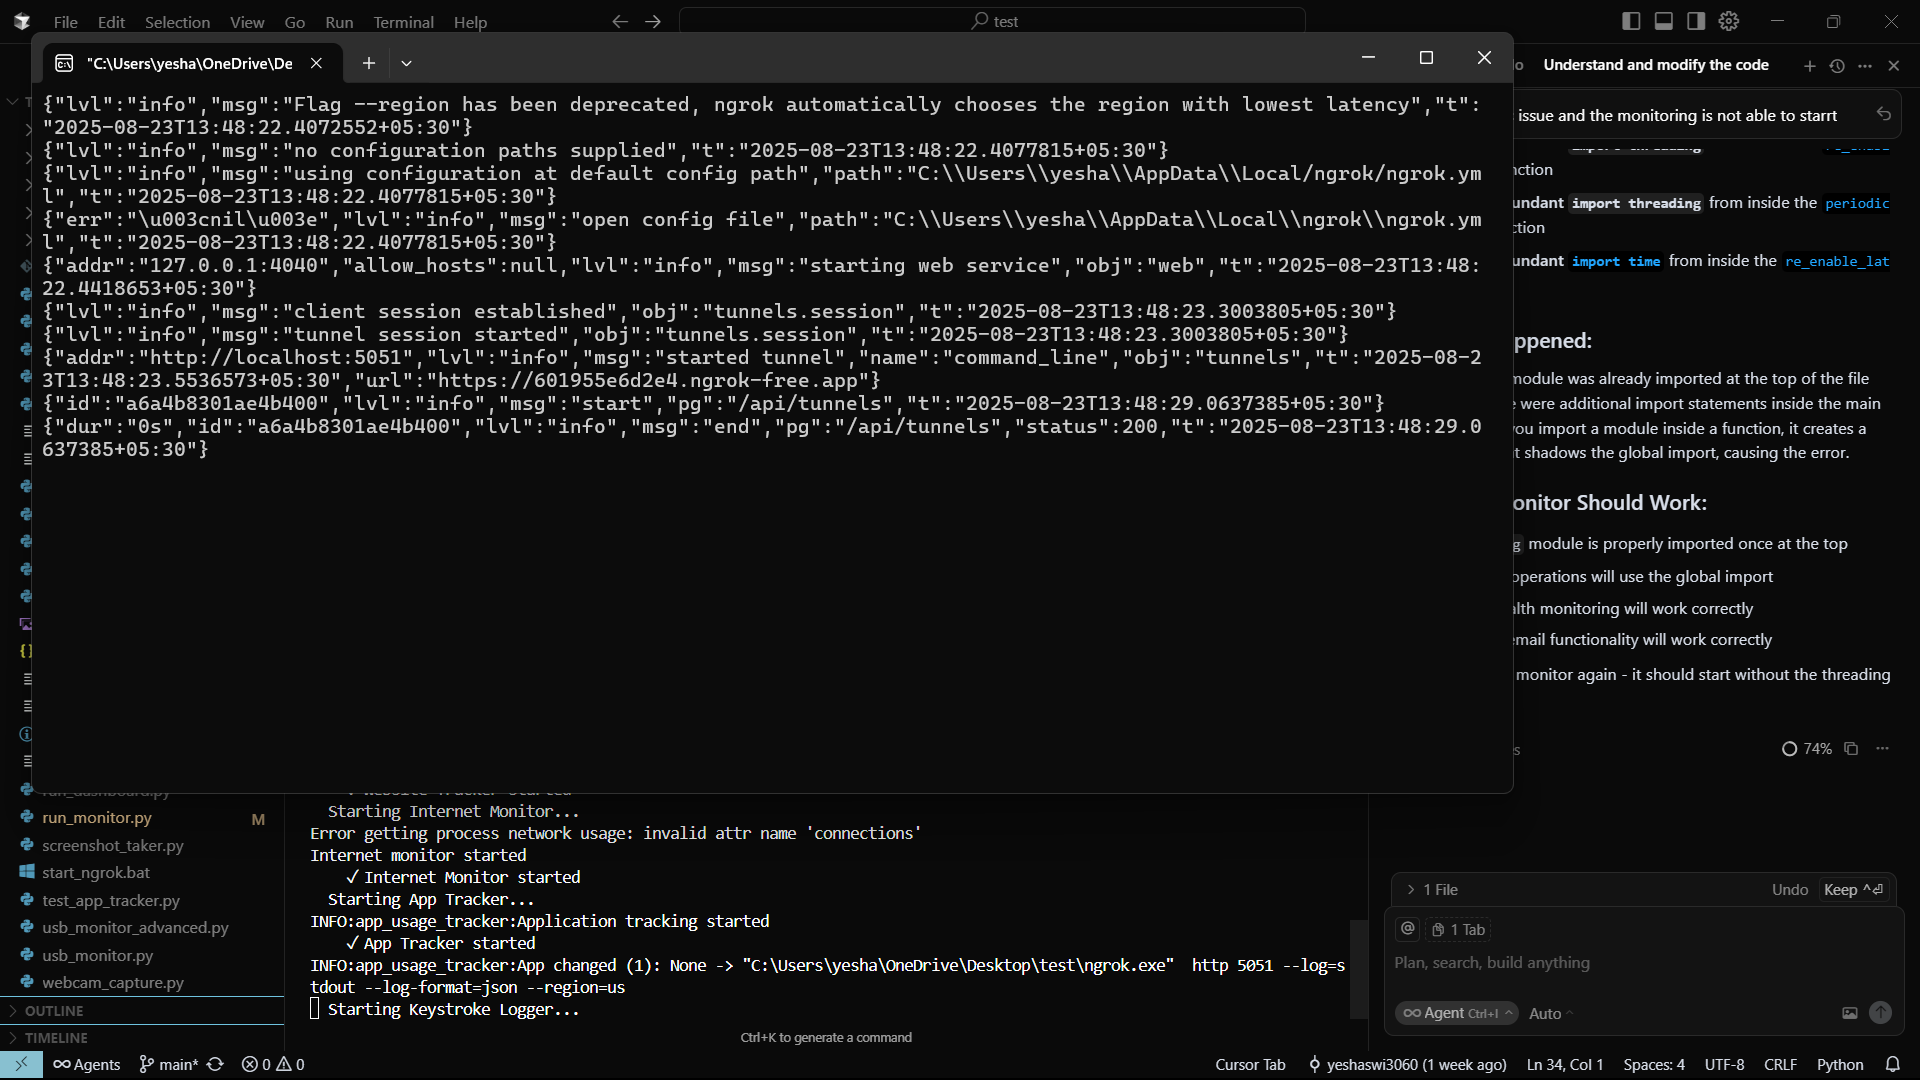 File Edit Selection View Go Run Terminal Help
test
"C:\Users\yesha\OneDrive\De
{"lvl":"info","msg":"Flag --region has been deprecated, ngrok automatically chooses the region with lowest latency","t":
"2025-08-23T13:48:22.4072552+05:30"}
{"lvl":"info","msg":"no configuration paths supplied","t":"2025-08-23T13:48:22.4077815+05:30"}
{"lvl":"info","msg":"using configuration at default config path","path":"C:\\Users\\yesha\\AppData\\Local/ngrok/ngrok.ym
l","t":"2025-08-23T13:48:22.4077815+05:30"}
{"err":"\u003cnil\u003e","lvl":"info","msg":"open config file","path":"C:\\Users\\yesha\\AppData\\Local\\ngrok\\ngrok.ym
l","t":"2025-08-23T13:48:22.4077815+05:30"}
{"addr":"127.0.0.1:4040","allow_hosts":null,"lvl":"info","msg":"starting web service","obj":"web","t":"2025-08-23T13:48:
22.4418653+05:30"}
{"lvl":"info","msg":"client session established","obj":"tunnels.session","t":"2025-08-23T13:48:23.3003805+05:30"}
{"lvl":"info","msg":"tunnel session started","obj":"tunnels.session","t":"2025-08-23T13:48:23.3003805+05:30"}
{"addr":"http://localhost:5051","lvl":"info","msg":"started tunnel","name":"command_line","obj":"tunnels","t":"2025-08-2
3T13:48:23.5536573+05:30","url":"https://601955e6d2e4.ngrok-free.app"}
{"id":"a6a4b8301ae4b400","lvl":"info","msg":"start","pg":"/api/tunnels","t":"2025-08-23T13:48:29.0637385+05:30"}
{"dur":"0s","id":"a6a4b8301ae4b400","lvl":"info","msg":"end","pg":"/api/tunnels","status":200,"t":"2025-08-23T13:48:29.0
637385+05:30"}
Understand and modify the code
issue and the monitoring is not able to starrt
nction
undant import threading from inside the periodic
ction
undant import time from inside the re_enable_lat
ppened:
module was already imported at the top of the file
e were additional import statements inside the main
you import a module inside a function, it creates a
t shadows the global import, causing the error.
onitor Should Work:
g module is properly imported once at the top
operations will use the global import
alth monitoring will work correctly
email functionality will work correctly
monitor again - it should start without the threading
74%
run_dashboard.py
run_monitor.py M
screenshot_taker.py
start_ngrok.bat
test_app_tracker.py
usb_monitor_advanced.py
usb_monitor.py
webcam_capture.py
OUTLINE
TIMELINE
✓ Website Tracker started
Starting Internet Monitor...
Error getting process network usage: invalid attr name 'connections'
Internet monitor started
✓ Internet Monitor started
Starting App Tracker...
INFO:app_usage_tracker:Application tracking started
✓ App Tracker started
INFO:app_usage_tracker:App changed (1): None -> "C:\Users\yesha\OneDrive\Desktop\test\ngrok.exe"  http 5051 --log=s
tdout --log-format=json --region=us
Starting Keystroke Logger...
Ctrl+K to generate a command
1 File Undo Keep ^⏎
@ 1 Tab
Plan, search, build anything
∞ Agent Ctrl+I Auto
Agents main* 0 0 Cursor Tab yeshaswi3060 (1 week ago) Ln 34, Col 1 Spaces: 4 UTF-8 CRLF Python